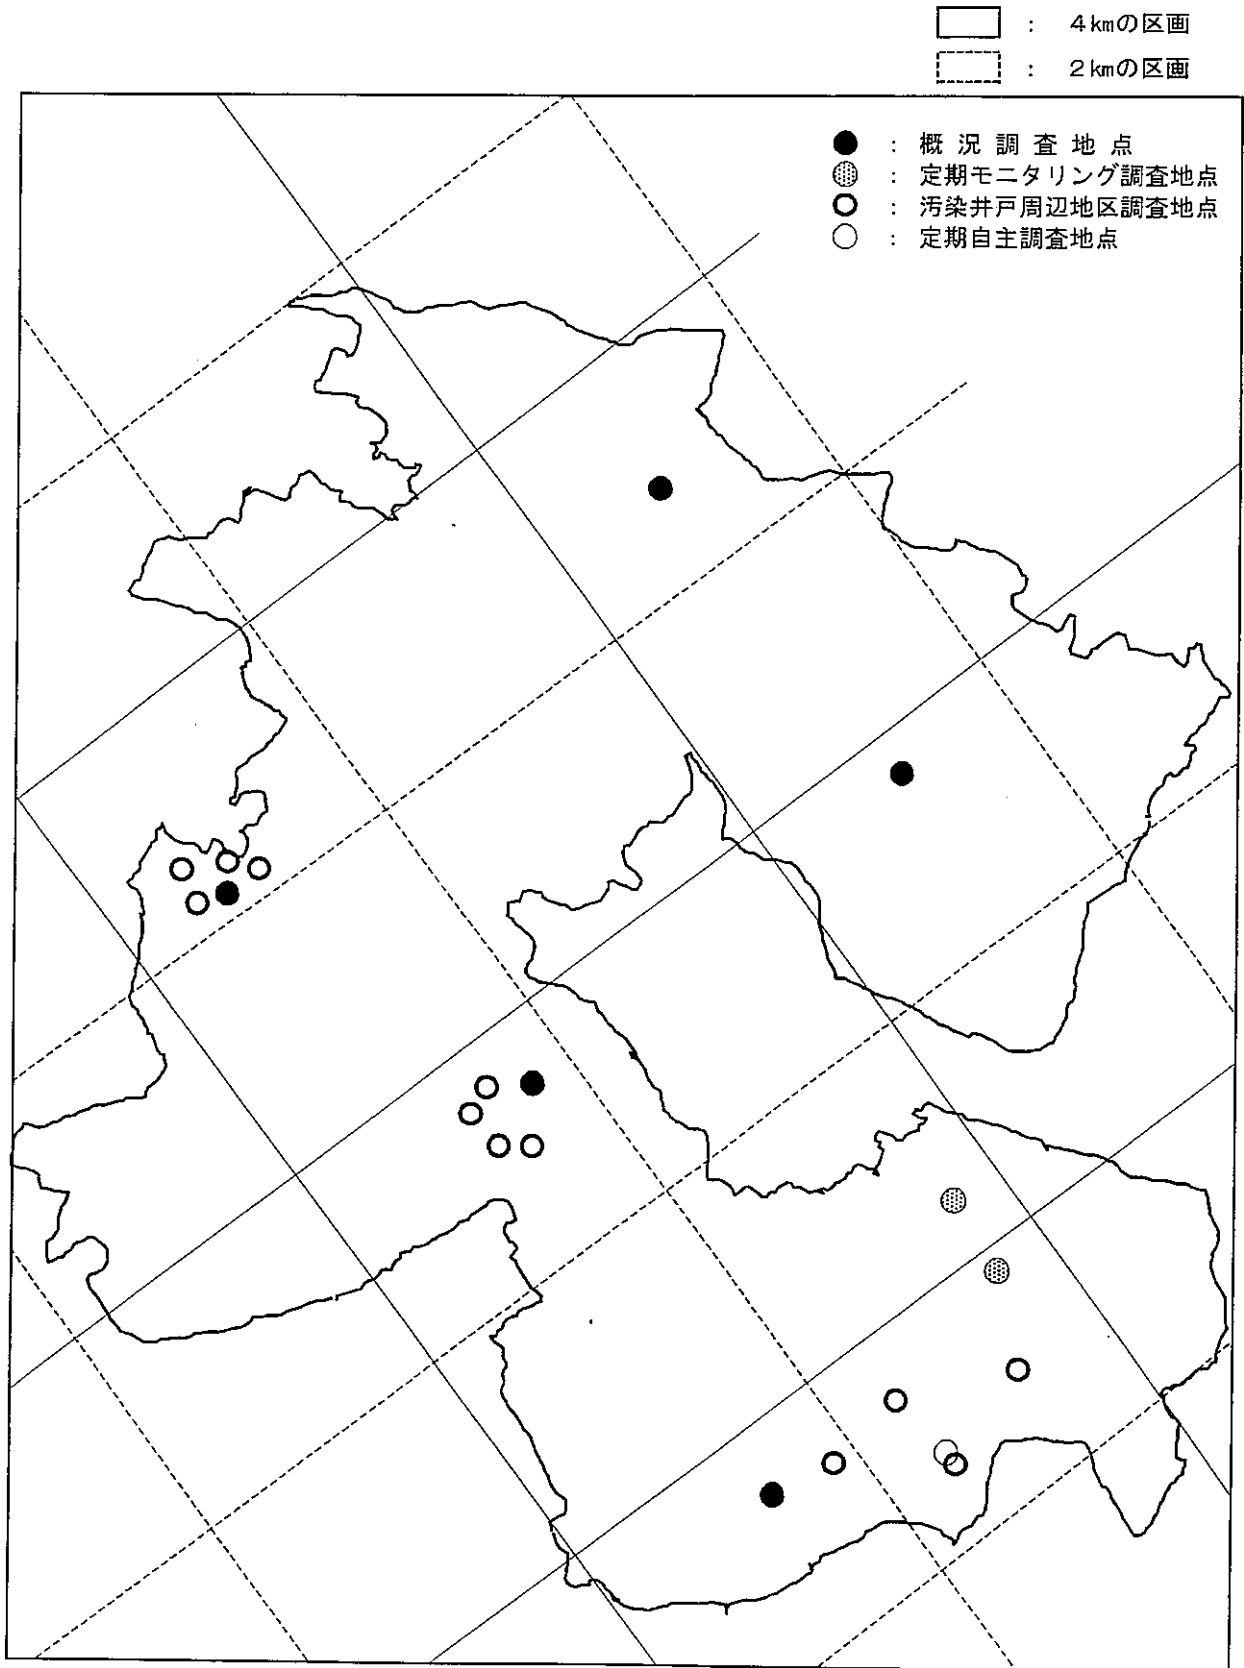 : 4kmの区画
: 2kmの区画
: 概況調査地点
: 定期モニタリング調査地点
: 汚染井戸周辺地区調査地点
: 定期自主調査地点